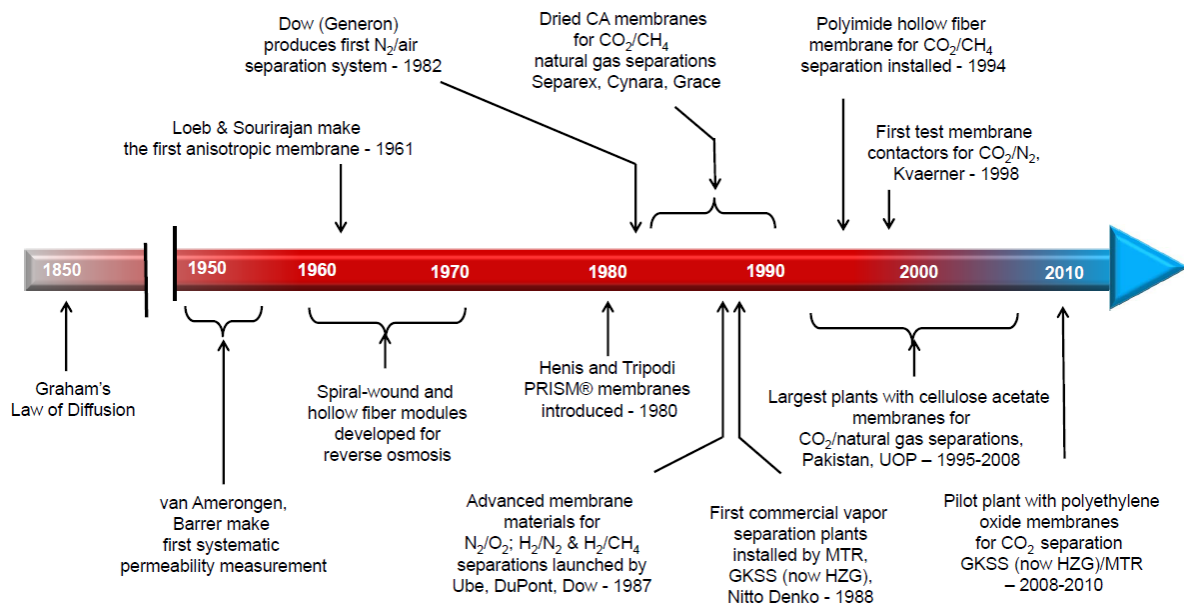 Dow (Generon)
produces first N₂/air
separation system - 1982
Dried CA membranes
for CO₂/CH₄
natural gas separations
Separex, Cynara, Grace
Polyimide hollow fiber
membrane for CO₂/CH₄
separation installed - 1994
Loeb & Sourirajan make
the first anisotropic membrane - 1961
First test membrane
contactors for CO₂/N₂,
Kvaerner - 1998
1850
1950
1960
1970
1980
1990
2000
2010
Graham's
Law of Diffusion
van Amerongen,
Barrer make
first systematic
permeability measurement
Spiral-wound and
hollow fiber modules
developed for
reverse osmosis
Henis and Tripodi
PRISM® membranes
introduced - 1980
Advanced membrane
materials for
N₂/O₂; H₂/N₂ & H₂/CH₄
separations launched by
Ube, DuPont, Dow - 1987
First commercial vapor
separation plants
installed by MTR,
GKSS (now HZG),
Nitto Denko - 1988
Largest plants with cellulose acetate
membranes for
CO₂/natural gas separations,
Pakistan, UOP – 1995-2008
Pilot plant with polyethylene
oxide membranes
for CO₂ separation
GKSS (now HZG)/MTR
– 2008-2010